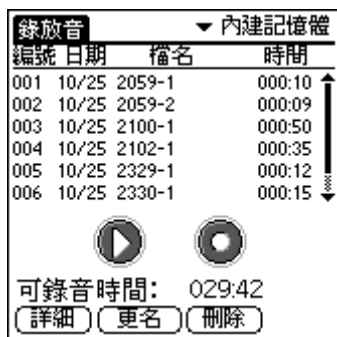 錄放音 內建記憶體
編號 日期 檔名 時間
001 10/25 2059-1 000:10
002 10/25 2059-2 000:09
003 10/25 2100-1 000:50
004 10/25 2102-1 000:35
005 10/25 2329-1 000:12
006 10/25 2330-1 000:15
可錄音時間: 029:42
詳細 更名 刪除